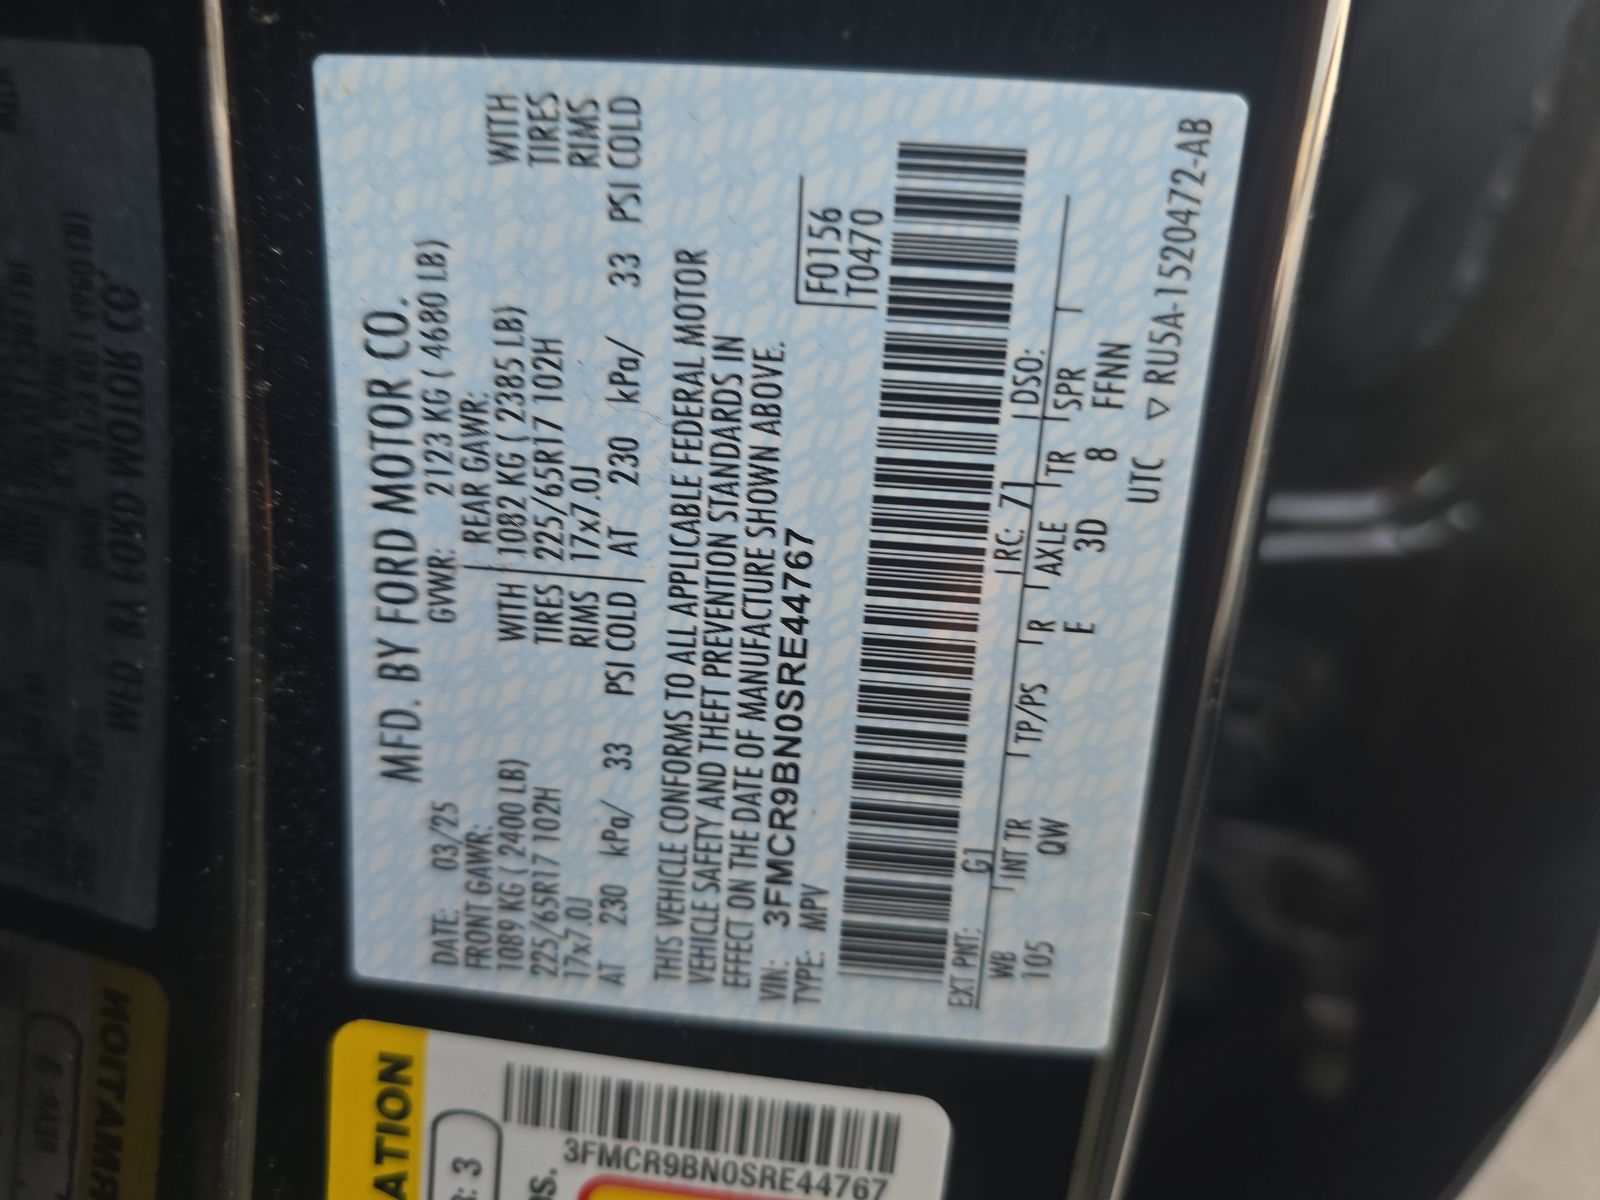 MFD. BY FORD MOTOR CO.
DATE: 03/25 GVWR: 2123 KG ( 4680 LB)
FRONT GAWR: REAR GAWR:
1089 KG ( 2400 LB) WITH 1082 KG ( 2385 LB) WITH
225/65R17 102H TIRES 225/65R17 102H TIRES
17x7.0J RIMS 17x7.0J RIMS
AT 230 kPa/ 33 PSI COLD AT 230 kPa/ 33 PSI COLD
THIS VEHICLE CONFORMS TO ALL APPLICABLE FEDERAL MOTOR
VEHICLE SAFETY AND THEFT PREVENTION STANDARDS IN
EFFECT ON THE DATE OF MANUFACTURE SHOWN ABOVE.
VIN: 3FMCR9BN0SRE44767
TYPE: MPV
F0156
T0470
EXT PNT: G1 RC: 71 DSO:
WB INT TR TP/PS R AXLE TR SPR
105 QW E 3D 8 FFNN
UTC ▽ RU5A-1520472-AB
ATION
: 3
ns.
3FMCR9BN0SRE44767